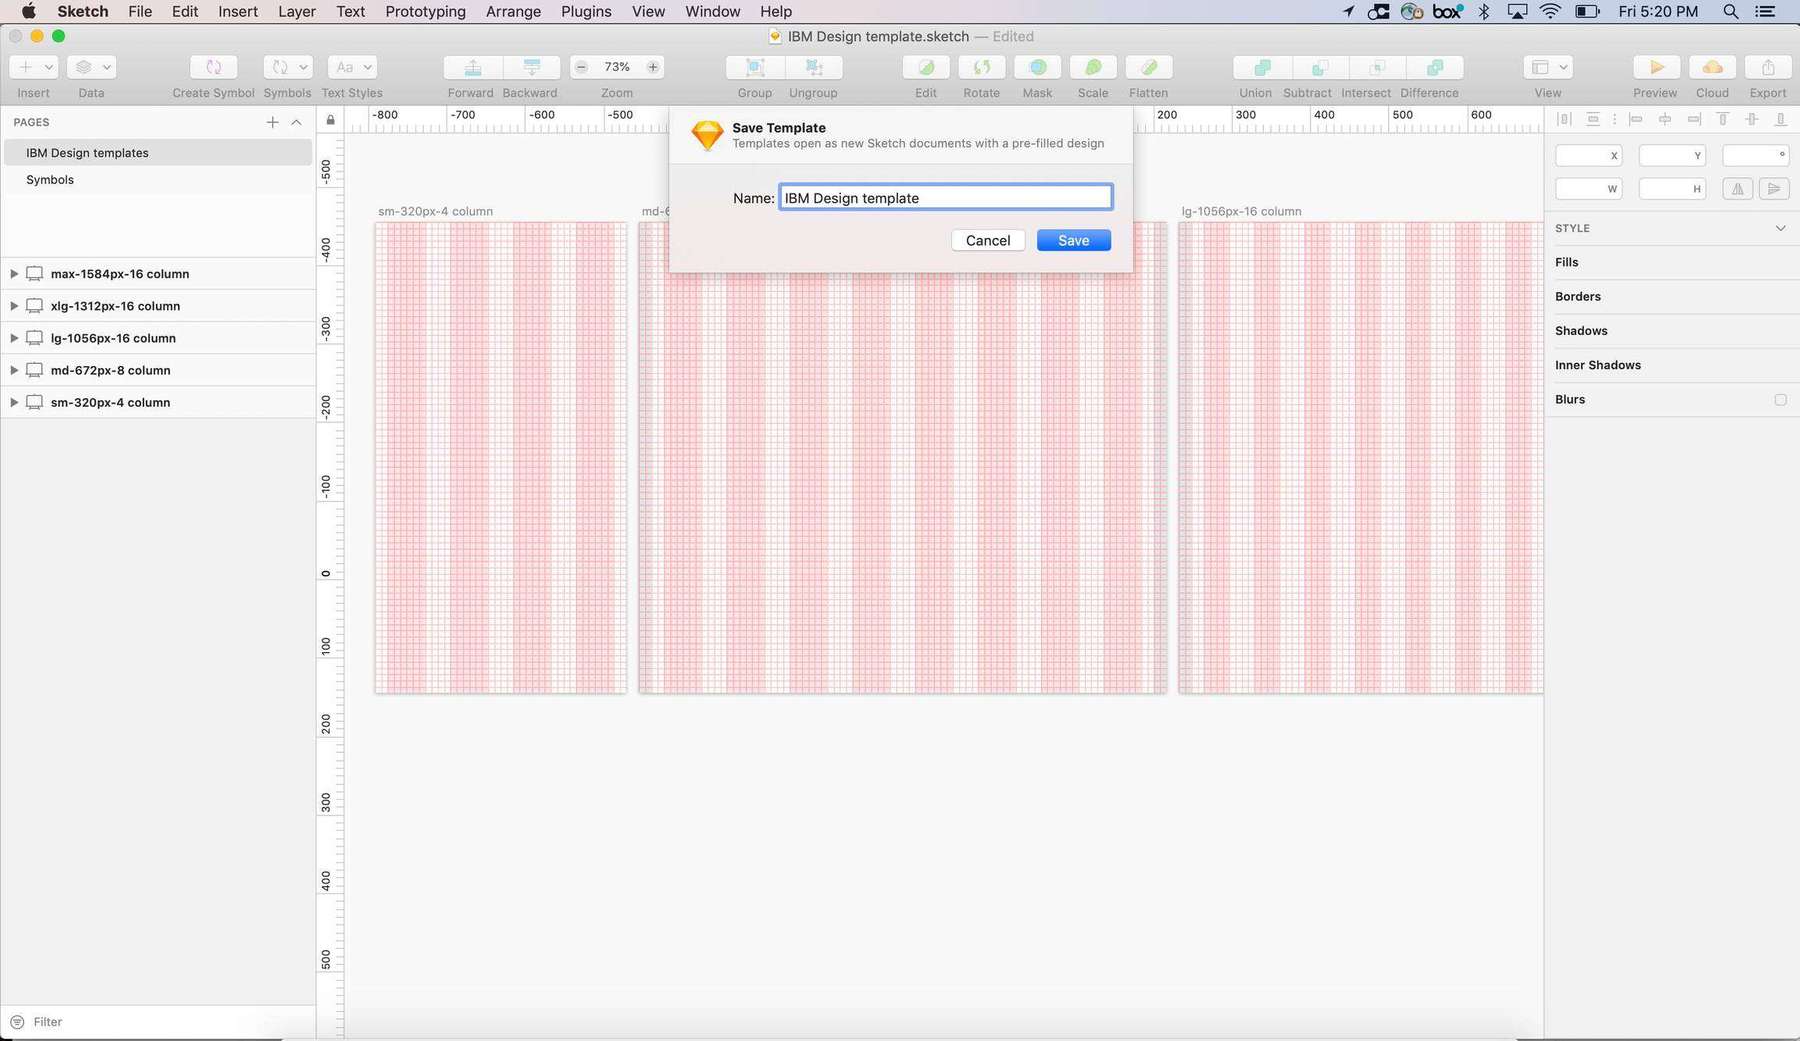 Sketch File Edit Insert Layer Text Prototyping Arrange Plugins View Window Help
box Fri 5:20 PM
IBM Design template.sketch — Edited
Aa 73%
Insert Data Create Symbol Symbols Text Styles Forward Backward Zoom Group Ungroup Edit Rotate Mask Scale Flatten Union Subtract Intersect Difference View Preview Cloud Export
PAGES
IBM Design templates
Symbols
max-1584px-16 column
xlg-1312px-16 column
lg-1056px-16 column
md-672px-8 column
sm-320px-4 column
Filter
-800 -700 -600 -500 200 300 400 500 600
-500
-400
-300
-200
-100
0
100
200
300
400
500
sm-320px-4 column
md-6
lg-1056px-16 column
Save Template
Templates open as new Sketch documents with a pre-filled design
Name: IBM Design template
Cancel Save
X Y °
W H
STYLE
Fills
Borders
Shadows
Inner Shadows
Blurs